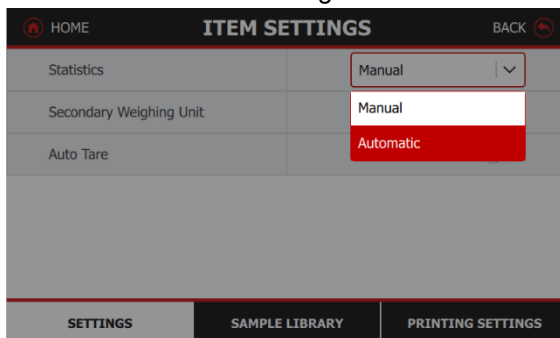 HOME ITEM SETTINGS BACK
Statistics Manual
Secondary Weighing Unit Manual
Auto Tare Automatic
SETTINGS SAMPLE LIBRARY PRINTING SETTINGS